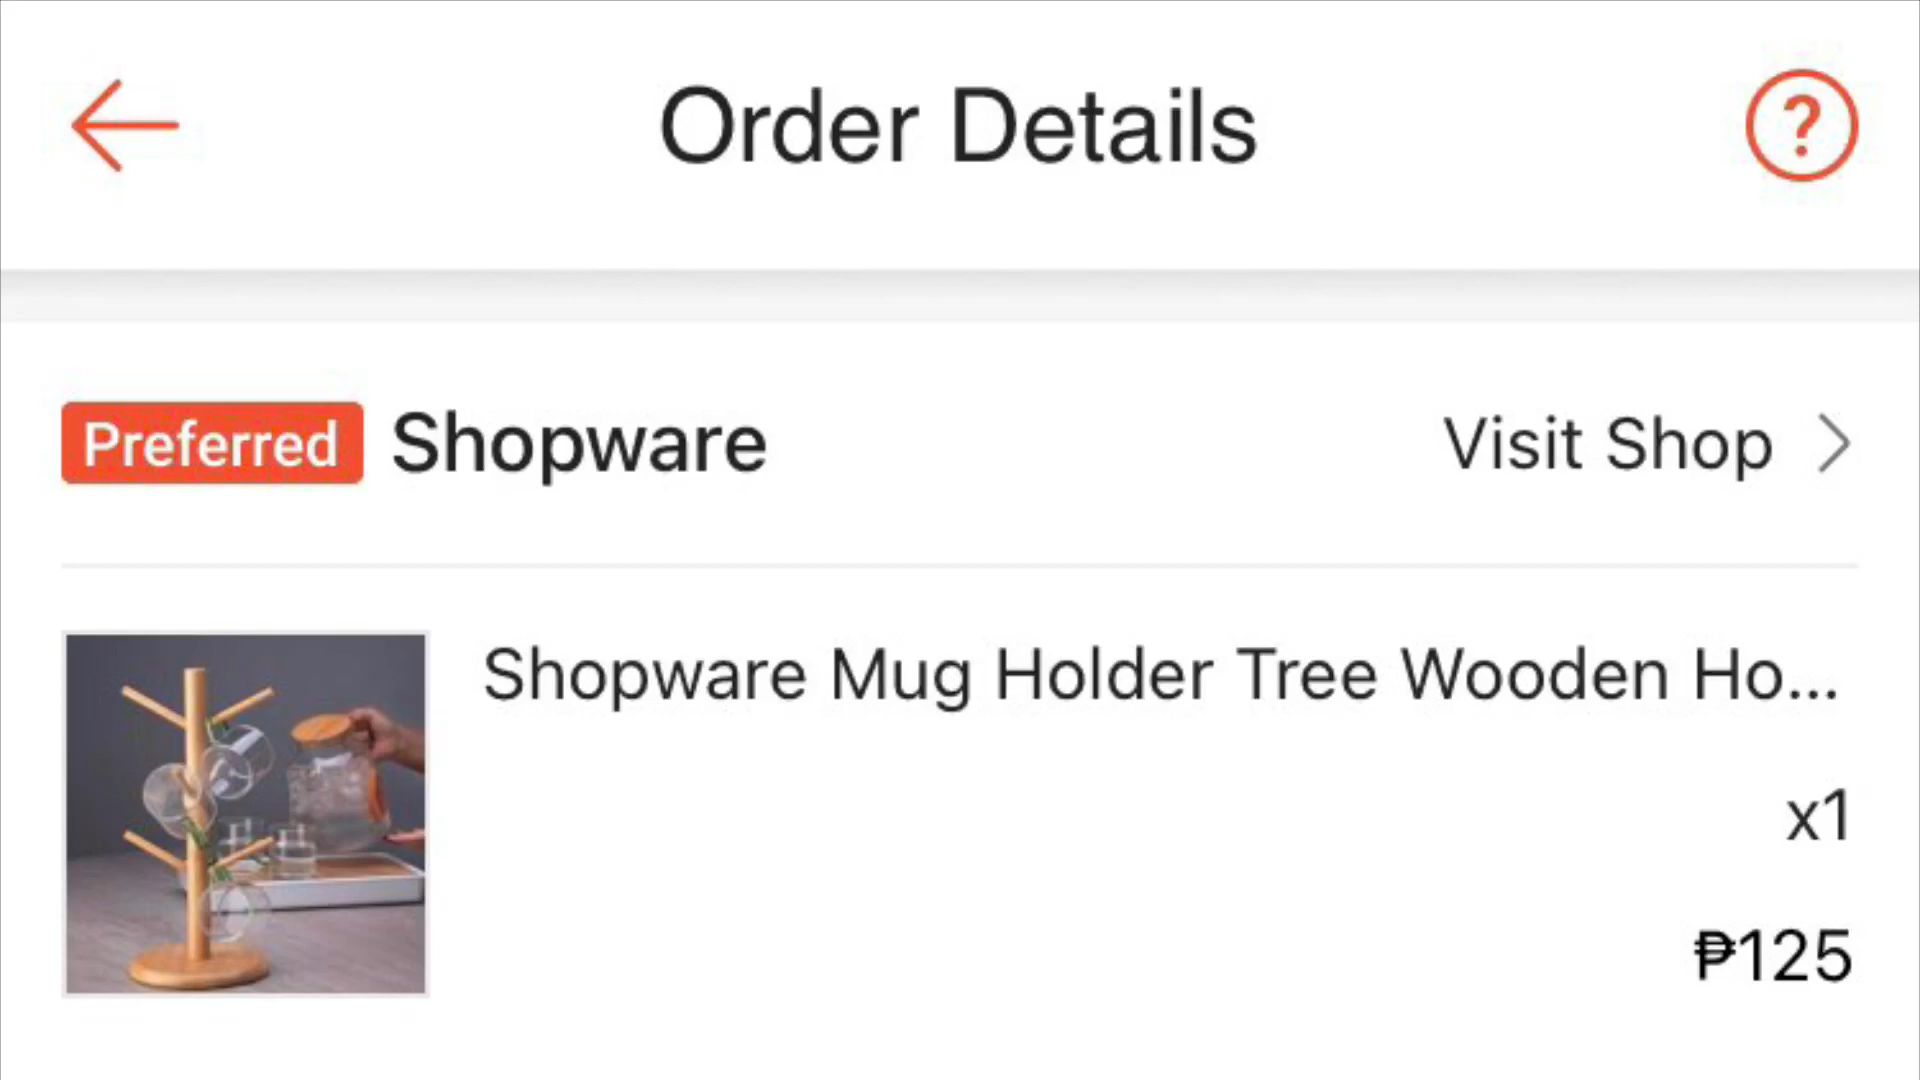 Order Details
?
Preferred Shopware Visit Shop >
Shopware Mug Holder Tree Wooden Ho...
x1
₱125